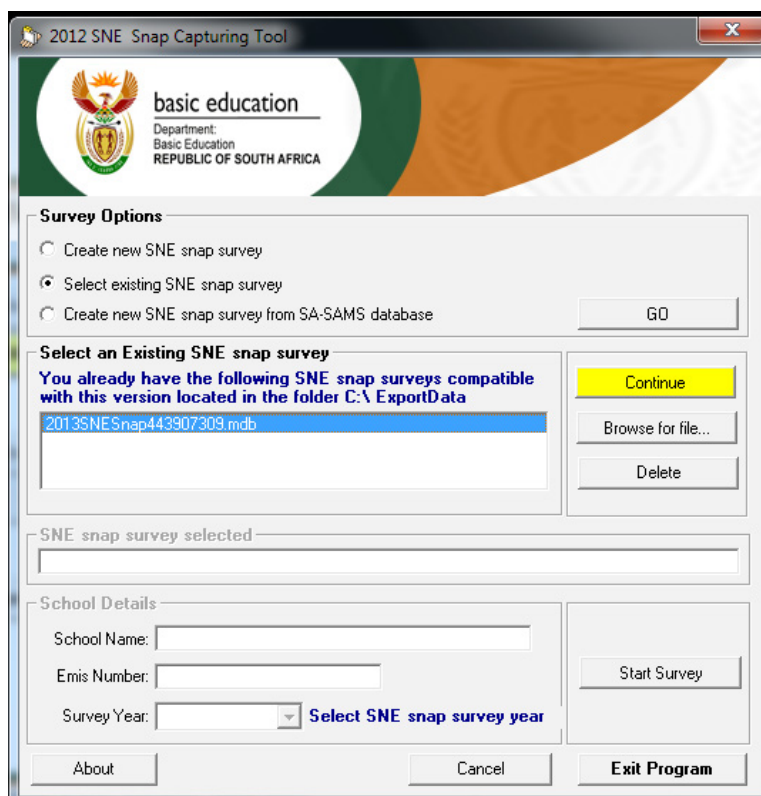 2012 SNE Snap Capturing Tool
basic education
Department:
Basic Education
REPUBLIC OF SOUTH AFRICA
Survey Options
Create new SNE snap survey
Select existing SNE snap survey
Create new SNE snap survey from SA-SAMS database
GO
Select an Existing SNE snap survey
You already have the following SNE snap surveys compatible
with this version located in the folder C:\ ExportData
2013SNESnap443907309.mdb
Continue
Browse for file...
Delete
SNE snap survey selected
School Details
School Name:
Emis Number:
Survey Year:
Select SNE snap survey year
Start Survey
About
Cancel
Exit Program